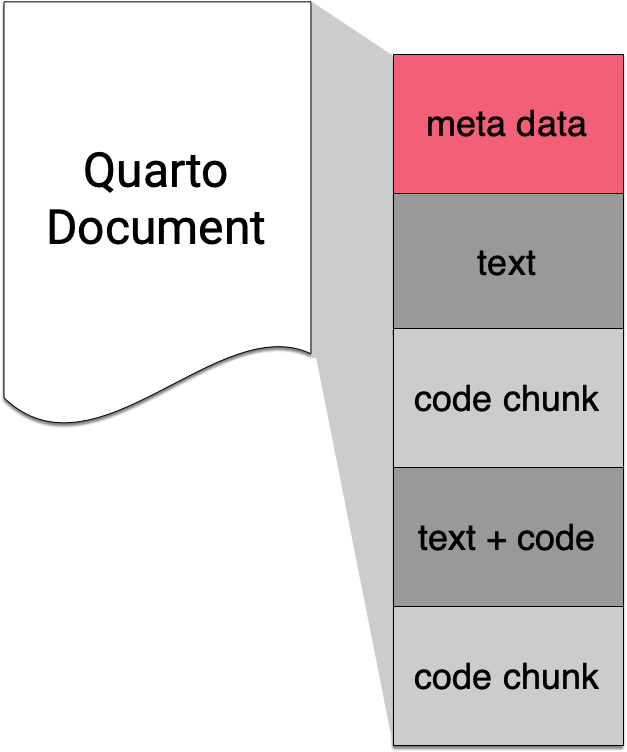 Quarto
Document
meta data
text
code chunk
text + code
code chunk